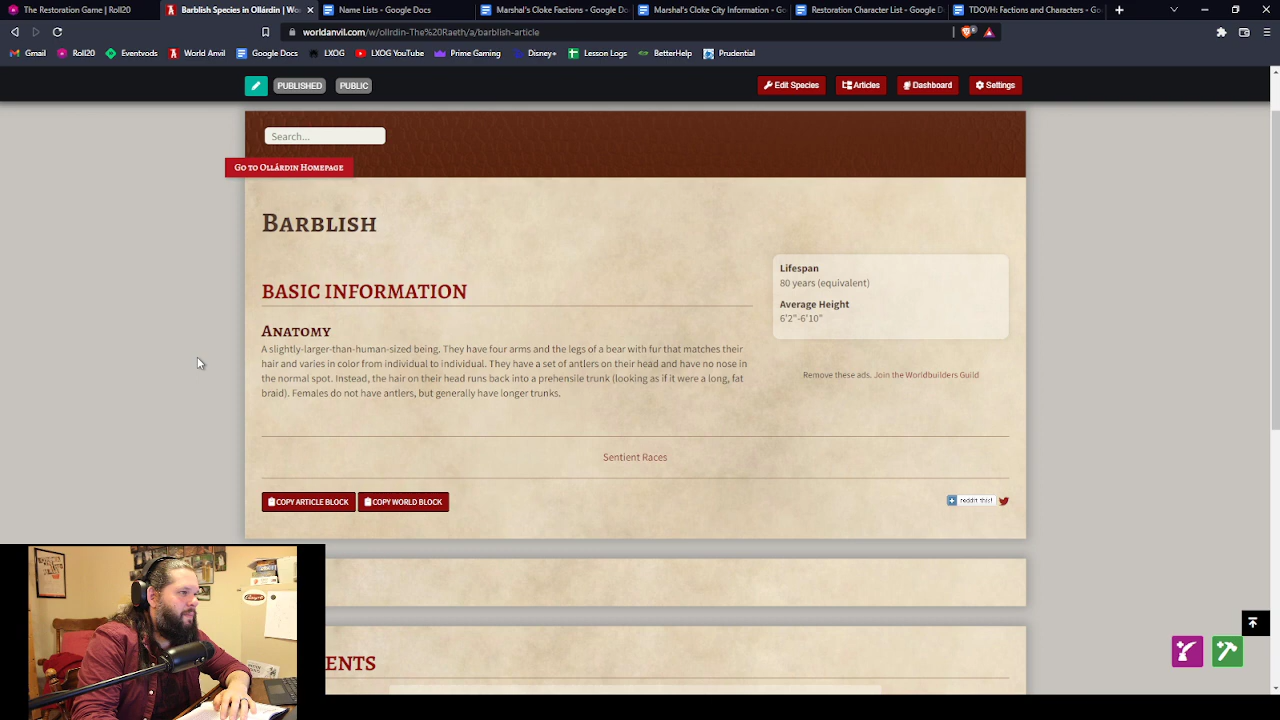 The Restoration Game | Roll20
Barblish Species in Ollárdin | Wo
Name Lists - Google Docs
Marshal's Cloke Factions - Google Do
Marshal's Cloke City Information - G
Restoration Character List - Google D
TDOVH: Factions and Characters - Go
worldanvil.com/w/ollrdin-The%20Raeth/a/barblish-article
Gmail
Roll20
Eventvods
World Anvil
Google Docs
LXOG
LXOG YouTube
Prime Gaming
Disney+
Lesson Logs
BetterHelp
Prudential
PUBLISHED
PUBLIC
Edit Species
Articles
Dashboard
Settings
Search...
Go to Ollárdin Homepage
Barblish
BASIC INFORMATION
Anatomy
A slightly-larger-than-human-sized being. They have four arms and the legs of a bear with fur that matches their
hair and varies in color from individual to individual. They have a set of antlers on their head and have no nose in
the normal spot. Instead, the hair on their head runs back into a prehensile trunk (looking as if it were a long, fat
braid). Females do not have antlers, but generally have longer trunks.
Lifespan
80 years (equivalent)
Average Height
6'2"-6'10"
Remove these ads. Join the Worldbuilders Guild
Sentient Races
COPY ARTICLE BLOCK
COPY WORLD BLOCK
reddit this!
ENTS